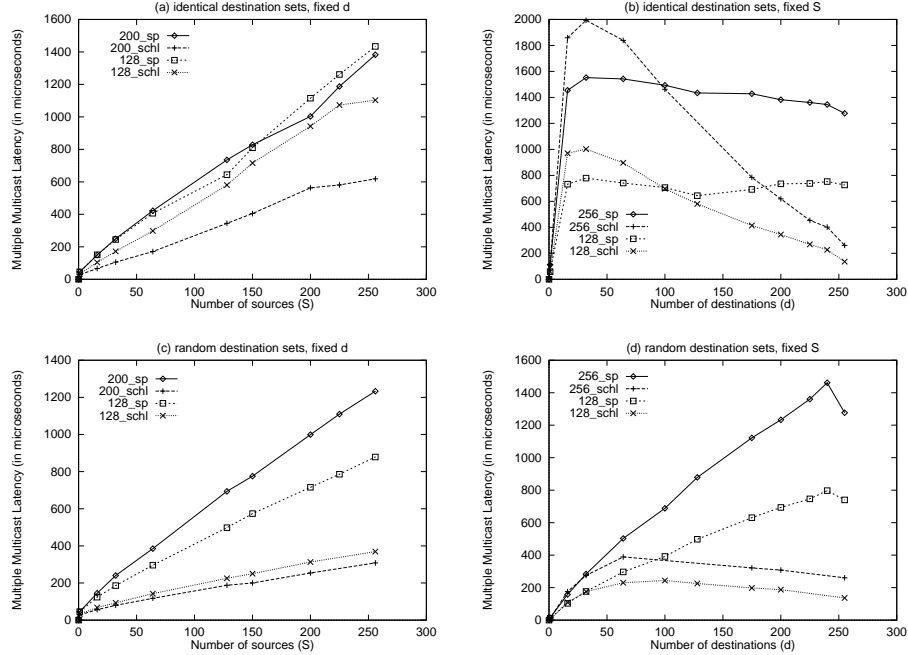 (a) identical destination sets, fixed d
1600
1400
1200
1000
800
600
400
200
0
0 50 100 150 200 250 300
Multiple Multicast Latency (in microseconds)
Number of sources (S)
200_sp
200_schl
128_sp
128_schl
(b) identical destination sets, fixed S
2000
1800
1600
1400
1200
1000
800
600
400
200
0
0 50 100 150 200 250 300
Multiple Multicast Latency (in microseconds)
Number of destinations (d)
256_sp
256_schl
128_sp
128_schl
(c) random destination sets, fixed d
1400
1200
1000
800
600
400
200
0
0 50 100 150 200 250 300
Multiple Multicast Latency (in microseconds)
Number of sources (S)
200_sp
200_schl
128_sp
128_schl
(d) random destination sets, fixed S
1600
1400
1200
1000
800
600
400
200
0
0 50 100 150 200 250 300
Multiple Multicast Latency (in microseconds)
Number of destinations (d)
256_sp
256_schl
128_sp
128_schl